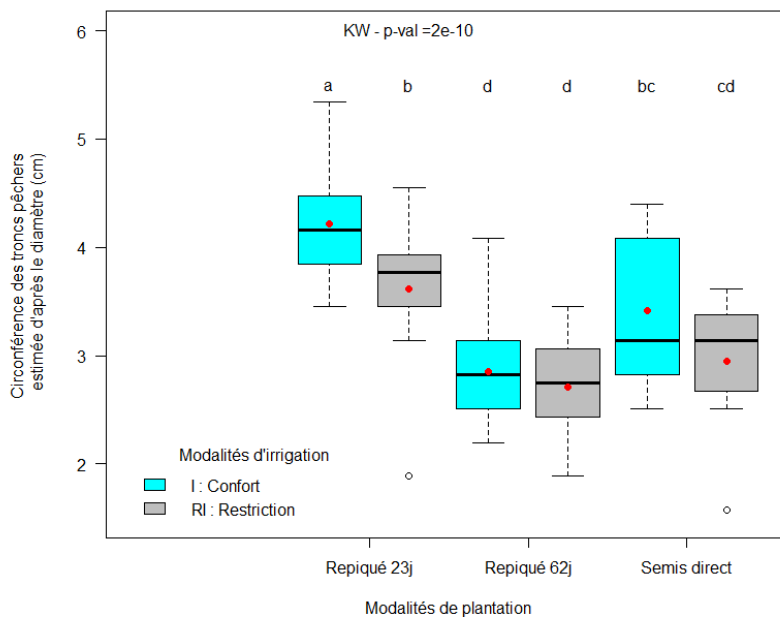 KW - p-val =2e-10
a b d d bc cd
6
5
4
3
2
Circonférence des troncs pêchers
estimée d'après le diamètre (cm)
Modalités d'irrigation
I : Confort
RI : Restriction
Repiqué 23j Repiqué 62j Semis direct
Modalités de plantation